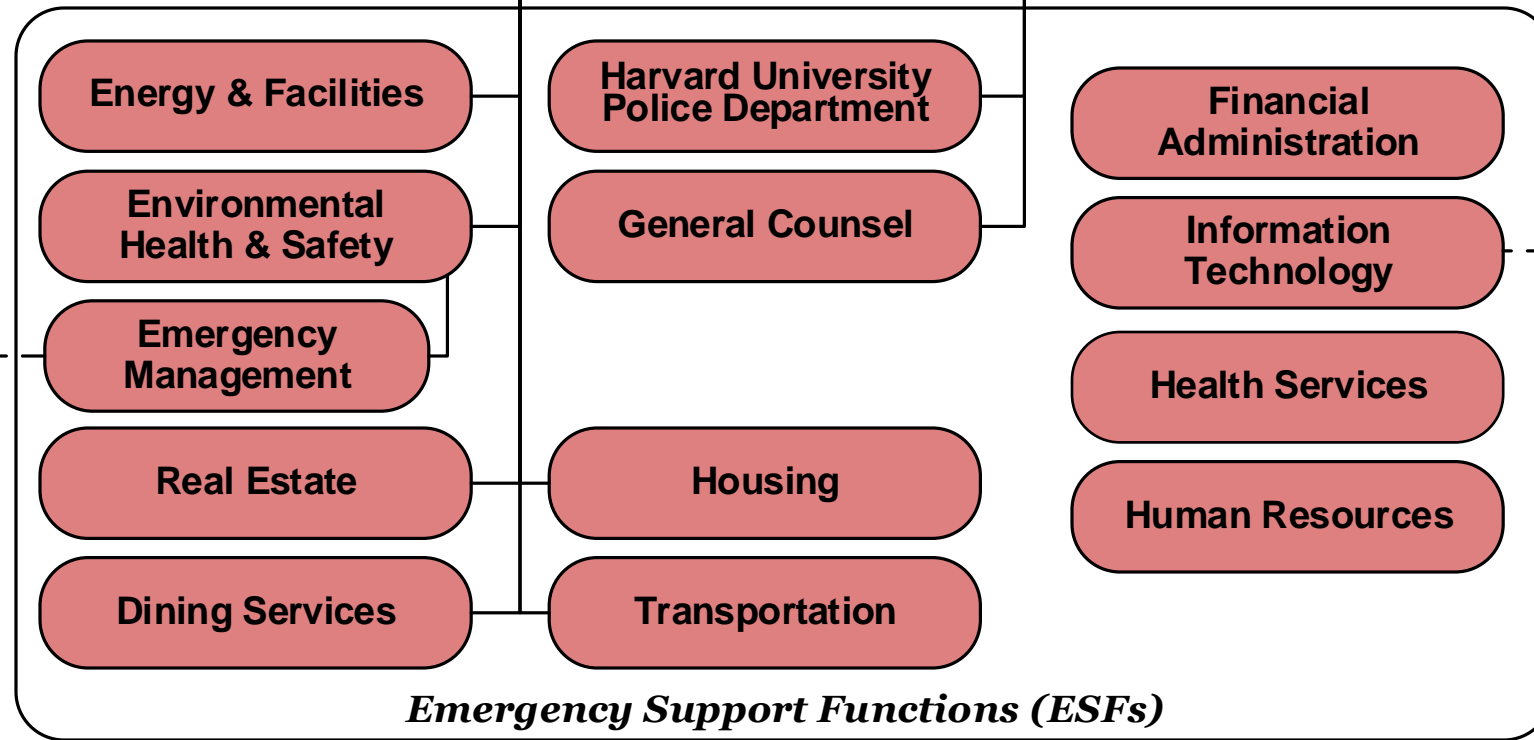 Energy & Facilities
Environmental
Health & Safety
Emergency
Management
Real Estate
Dining Services
Harvard University
Police Department
General Counsel
Housing
Transportation
Financial
Administration
Information
Technology
Health Services
Human Resources
Emergency Support Functions (ESFs)